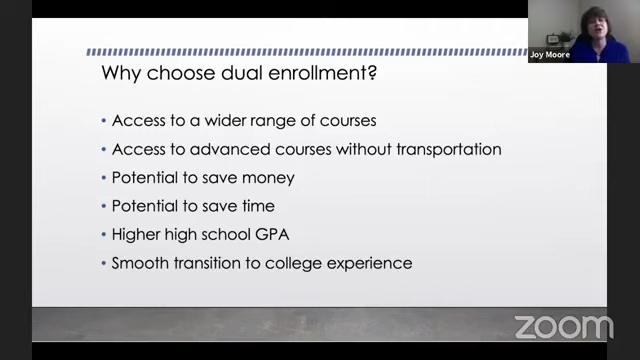 Joy Moore
Why choose dual enrollment?
• Access to a wider range of courses
• Access to advanced courses without transportation
• Potential to save money
• Potential to save time
• Higher high school GPA
• Smooth transition to college experience
zoom